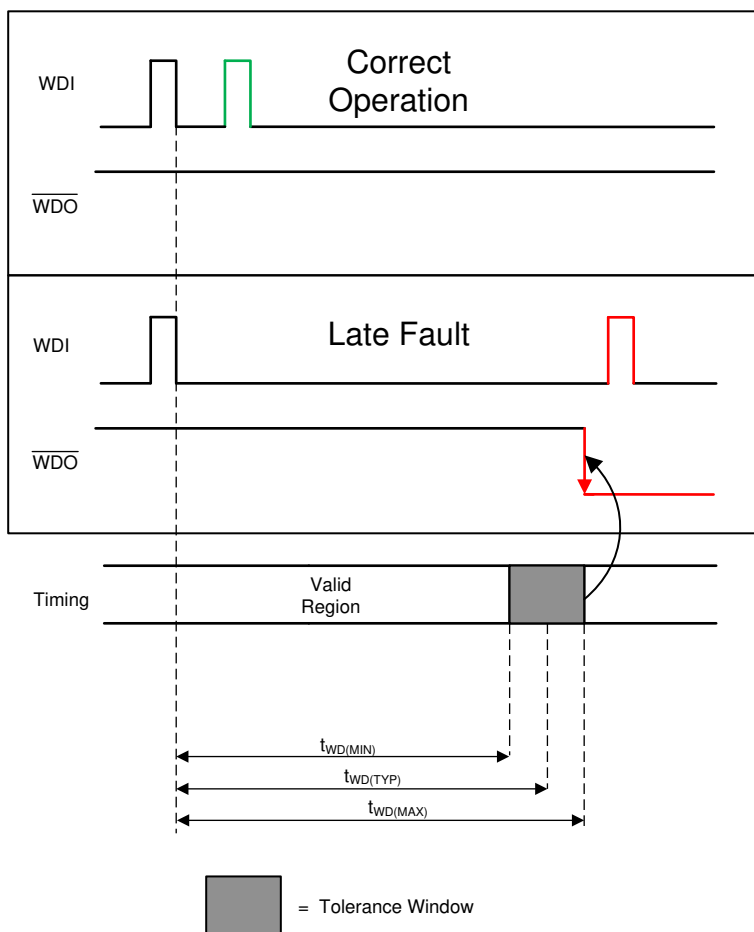 WDI
Correct
Operation
WDO
WDI
Late Fault
WDO
Timing
Valid
Region
tWD(MIN)
tWD(TYP)
tWD(MAX)
= Tolerance Window